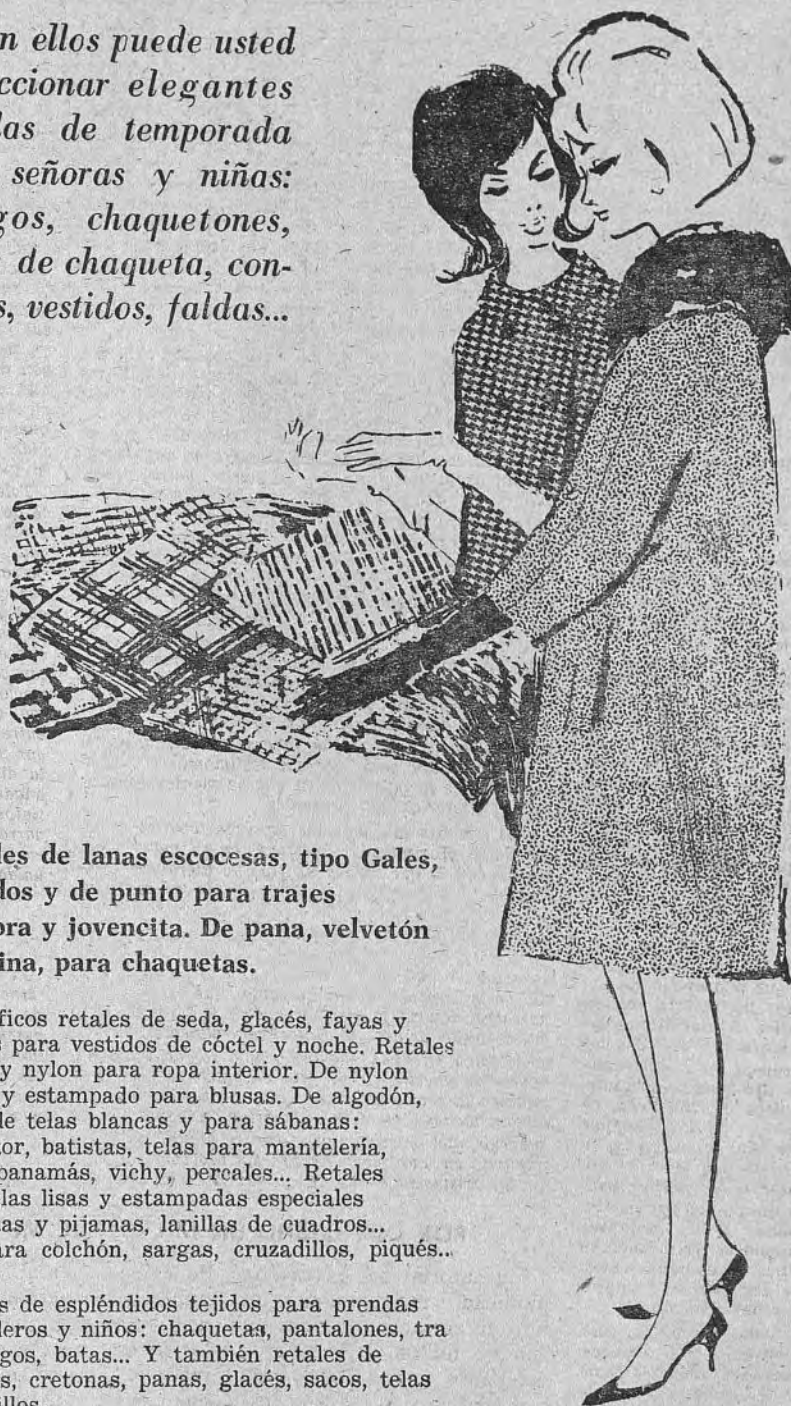 n ellos puede usted
ccionar elegantes
las de temporada
señoras y niñas:
gos, chaquetones,
de chaqueta, con-
s, vestidos, faldas...
les de lanas escocesas, tipo Gales,
dos y de punto para trajes
ora y jovencita. De pana, velvetón
ina, para chaquetas.
ficos retales de seda, glacés, fayas y
s para vestidos de cóctel y noche. Retales
y nylon para ropa interior. De nylon
y estampado para blusas. De algodón,
de telas blancas y para sábanas:
tor, batistas, telas para mantelería,
panamás, vichy, percales... Retales
las lisas y estampadas especiales
as y pijamas, lanillas de cuadros...
ara colchón, sargas, cruzadillos, piqués...
s de espléndidos tejidos para prendas
leros y niños: chaquetas, pantalones, tra
gos, batas... Y también retales de
s, cretonas, panas, glacés, sacos, telas
illos